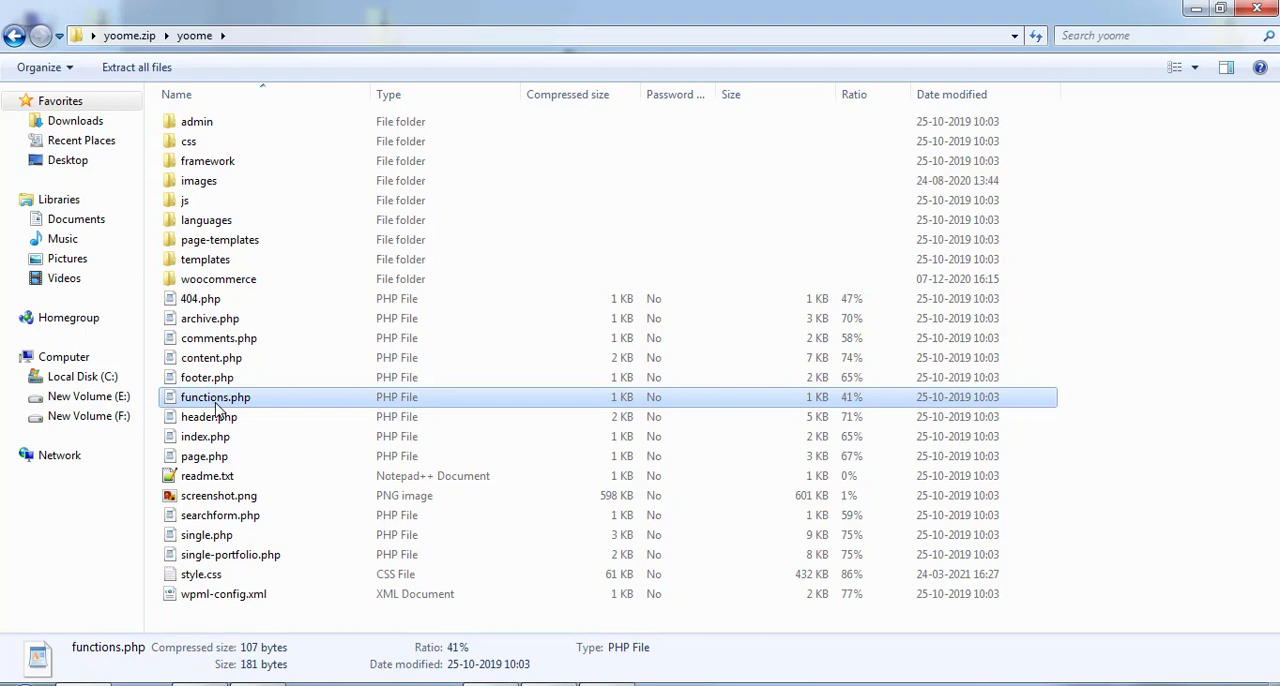 yoome.zip yoome Search yoome
Organize Extract all files
Name Type Compressed size Password ... Size Ratio Date modified
Favorites
Downloads
Recent Places
Desktop
Libraries
Documents
Music
Pictures
Videos
Homegroup
Computer
Local Disk (C:)
New Volume (E:)
New Volume (F:)
Network
admin File folder 25-10-2019 10:03
css File folder 25-10-2019 10:03
framework File folder 25-10-2019 10:03
images File folder 24-08-2020 13:44
js File folder 25-10-2019 10:03
languages File folder 25-10-2019 10:03
page-templates File folder 25-10-2019 10:03
templates File folder 25-10-2019 10:03
woocommerce File folder 07-12-2020 16:15
404.php PHP File 1 KB No 1 KB 47% 25-10-2019 10:03
archive.php PHP File 1 KB No 3 KB 70% 25-10-2019 10:03
comments.php PHP File 1 KB No 2 KB 58% 25-10-2019 10:03
content.php PHP File 2 KB No 7 KB 74% 25-10-2019 10:03
footer.php PHP File 1 KB No 2 KB 65% 25-10-2019 10:03
functions.php PHP File 1 KB No 1 KB 41% 25-10-2019 10:03
header.php PHP File 2 KB No 5 KB 71% 25-10-2019 10:03
index.php PHP File 1 KB No 2 KB 65% 25-10-2019 10:03
page.php PHP File 1 KB No 3 KB 67% 25-10-2019 10:03
readme.txt Notepad++ Document 1 KB No 1 KB 0% 25-10-2019 10:03
screenshot.png PNG image 598 KB No 601 KB 1% 25-10-2019 10:03
searchform.php PHP File 1 KB No 1 KB 59% 25-10-2019 10:03
single.php PHP File 3 KB No 9 KB 75% 25-10-2019 10:03
single-portfolio.php PHP File 2 KB No 8 KB 75% 25-10-2019 10:03
style.css CSS File 61 KB No 432 KB 86% 24-03-2021 16:27
wpml-config.xml XML Document 1 KB No 2 KB 77% 25-10-2019 10:03
functions.php Compressed size: 107 bytes Ratio: 41% Type: PHP File
Size: 181 bytes Date modified: 25-10-2019 10:03